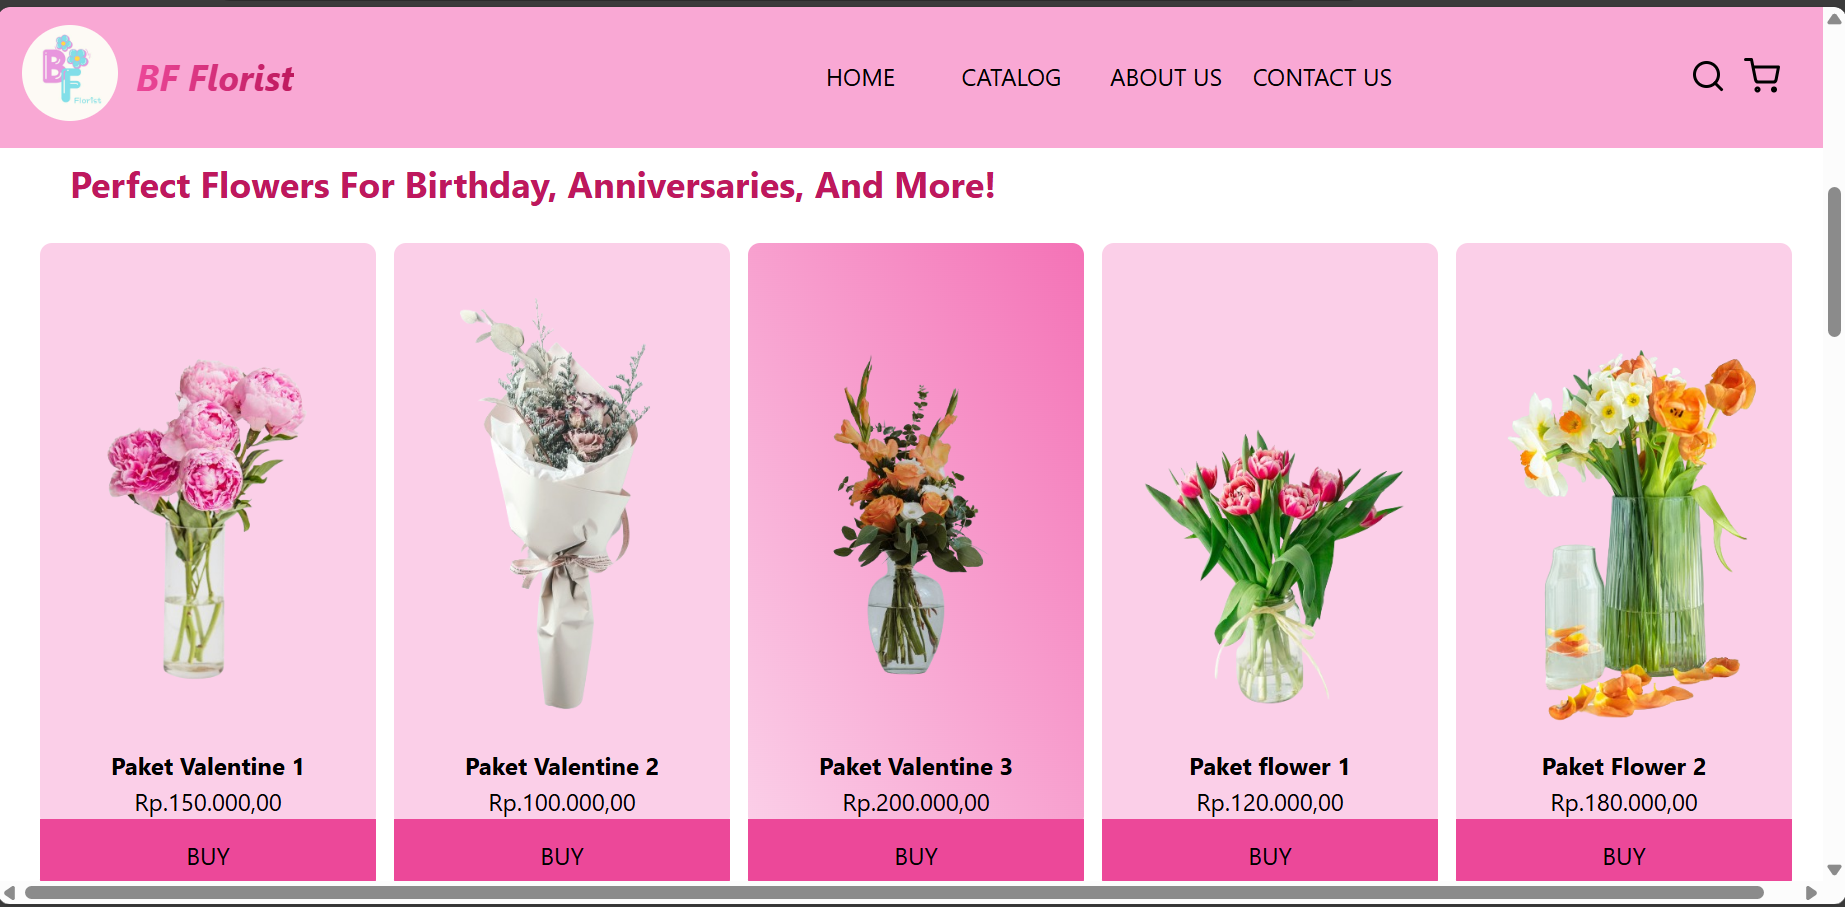 BF
Florist
BF Florist
HOME CATALOG ABOUT US CONTACT US
Perfect Flowers For Birthday, Anniversaries, And More!
Paket Valentine 1
Rp.150.000,00
BUY
Paket Valentine 2
Rp.100.000,00
BUY
Paket Valentine 3
Rp.200.000,00
BUY
Paket flower 1
Rp.120.000,00
BUY
Paket Flower 2
Rp.180.000,00
BUY